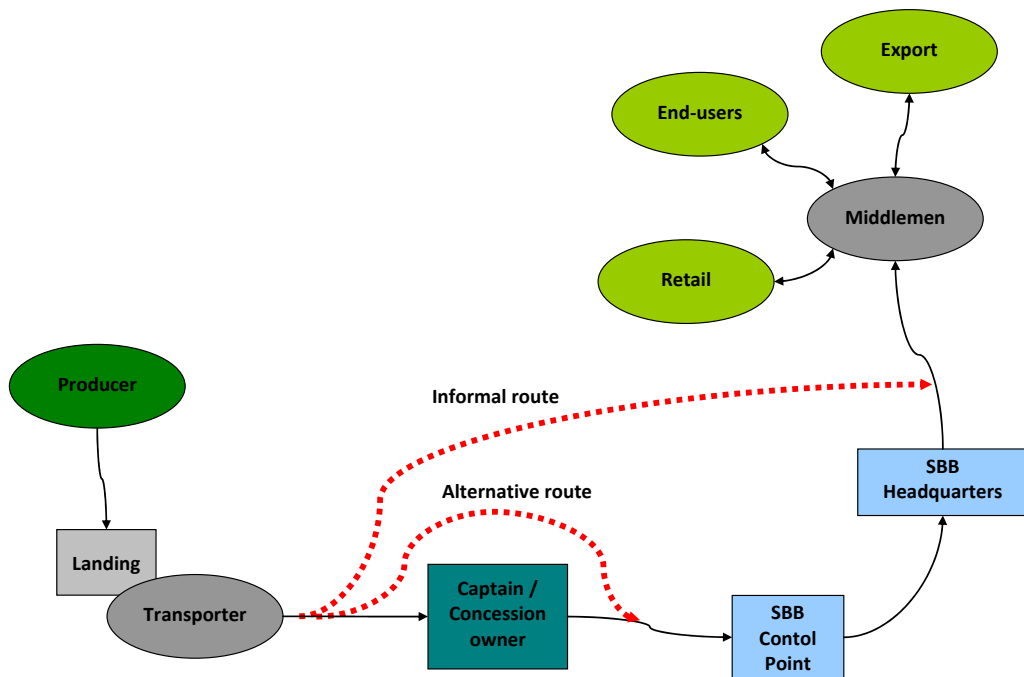 Export
End-users
Middlemen
Retail
Producer
Informal route
SBB
Headquarters
Alternative route
Landing
Captain /
Concession
owner
Transporter
SBB
Contol
Point